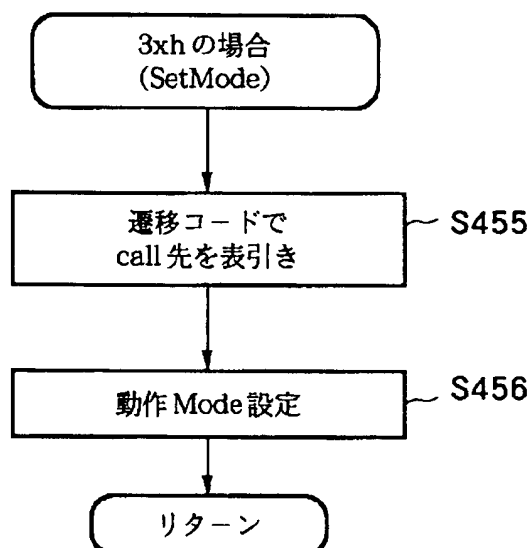 3xhの場合
(SetMode)
遷移コードで
call先を表引き
S455
動作Mode設定
S456
リターン